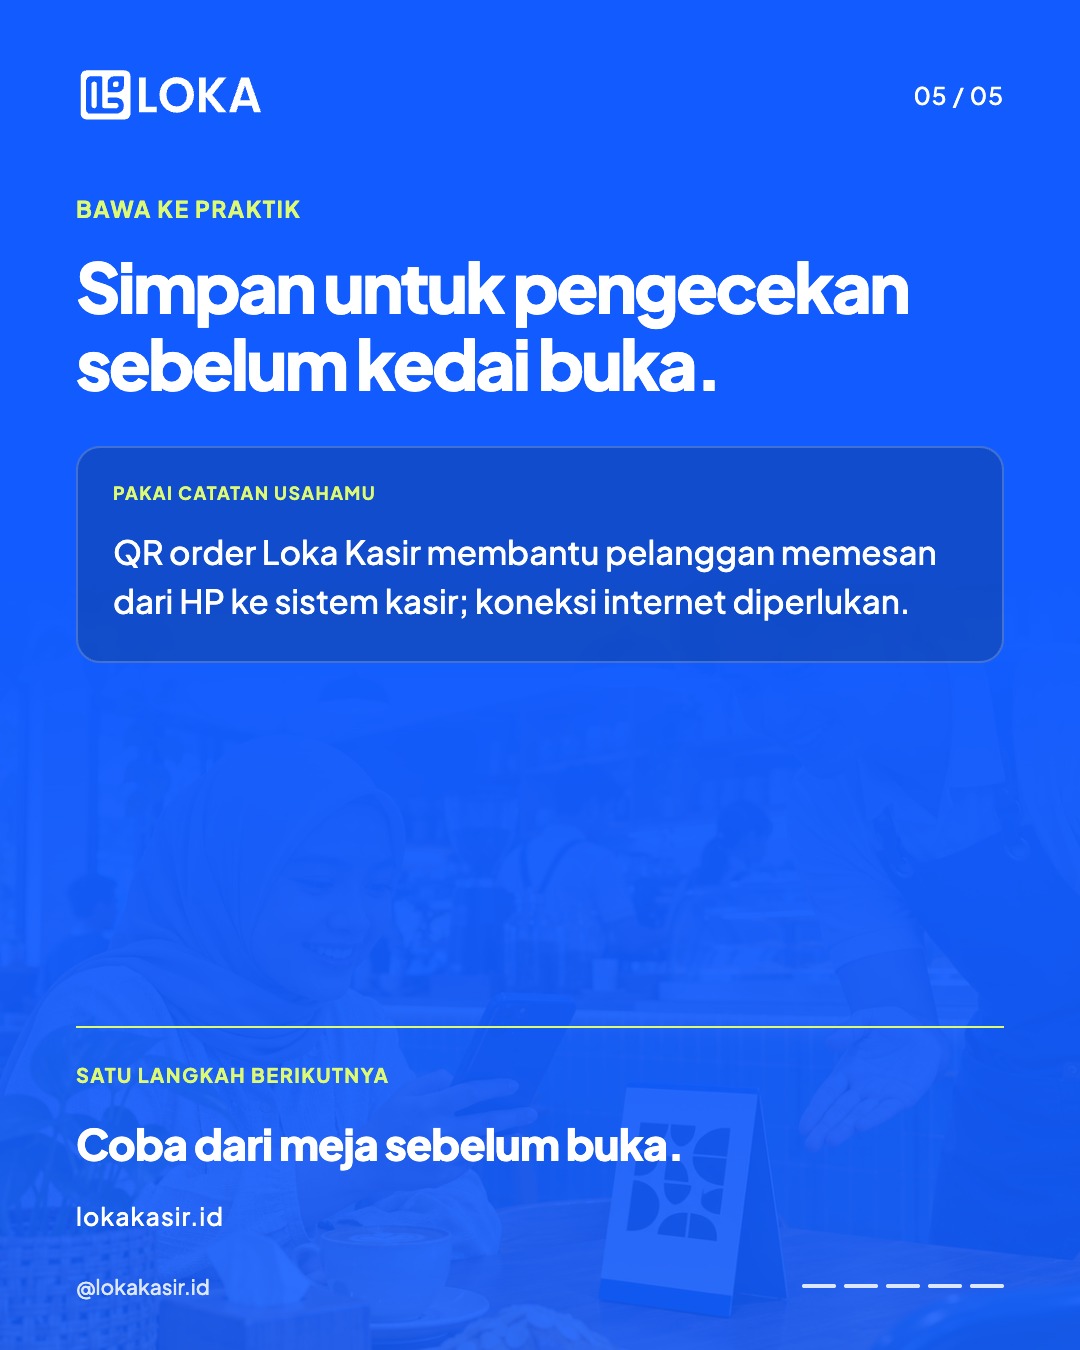 LOKA
05 / 05
BAWA KE PRAKTIK
Simpan untuk pengecekan
sebelum kedai buka.
PAKAI CATATAN USAHAMU
QR order Loka Kasir membantu pelanggan memesan
dari HP ke sistem kasir; koneksi internet diperlukan.
SATU LANGKAH BERIKUTNYA
Coba dari meja sebelum buka.
lokakasir.id
@lokakasir.id